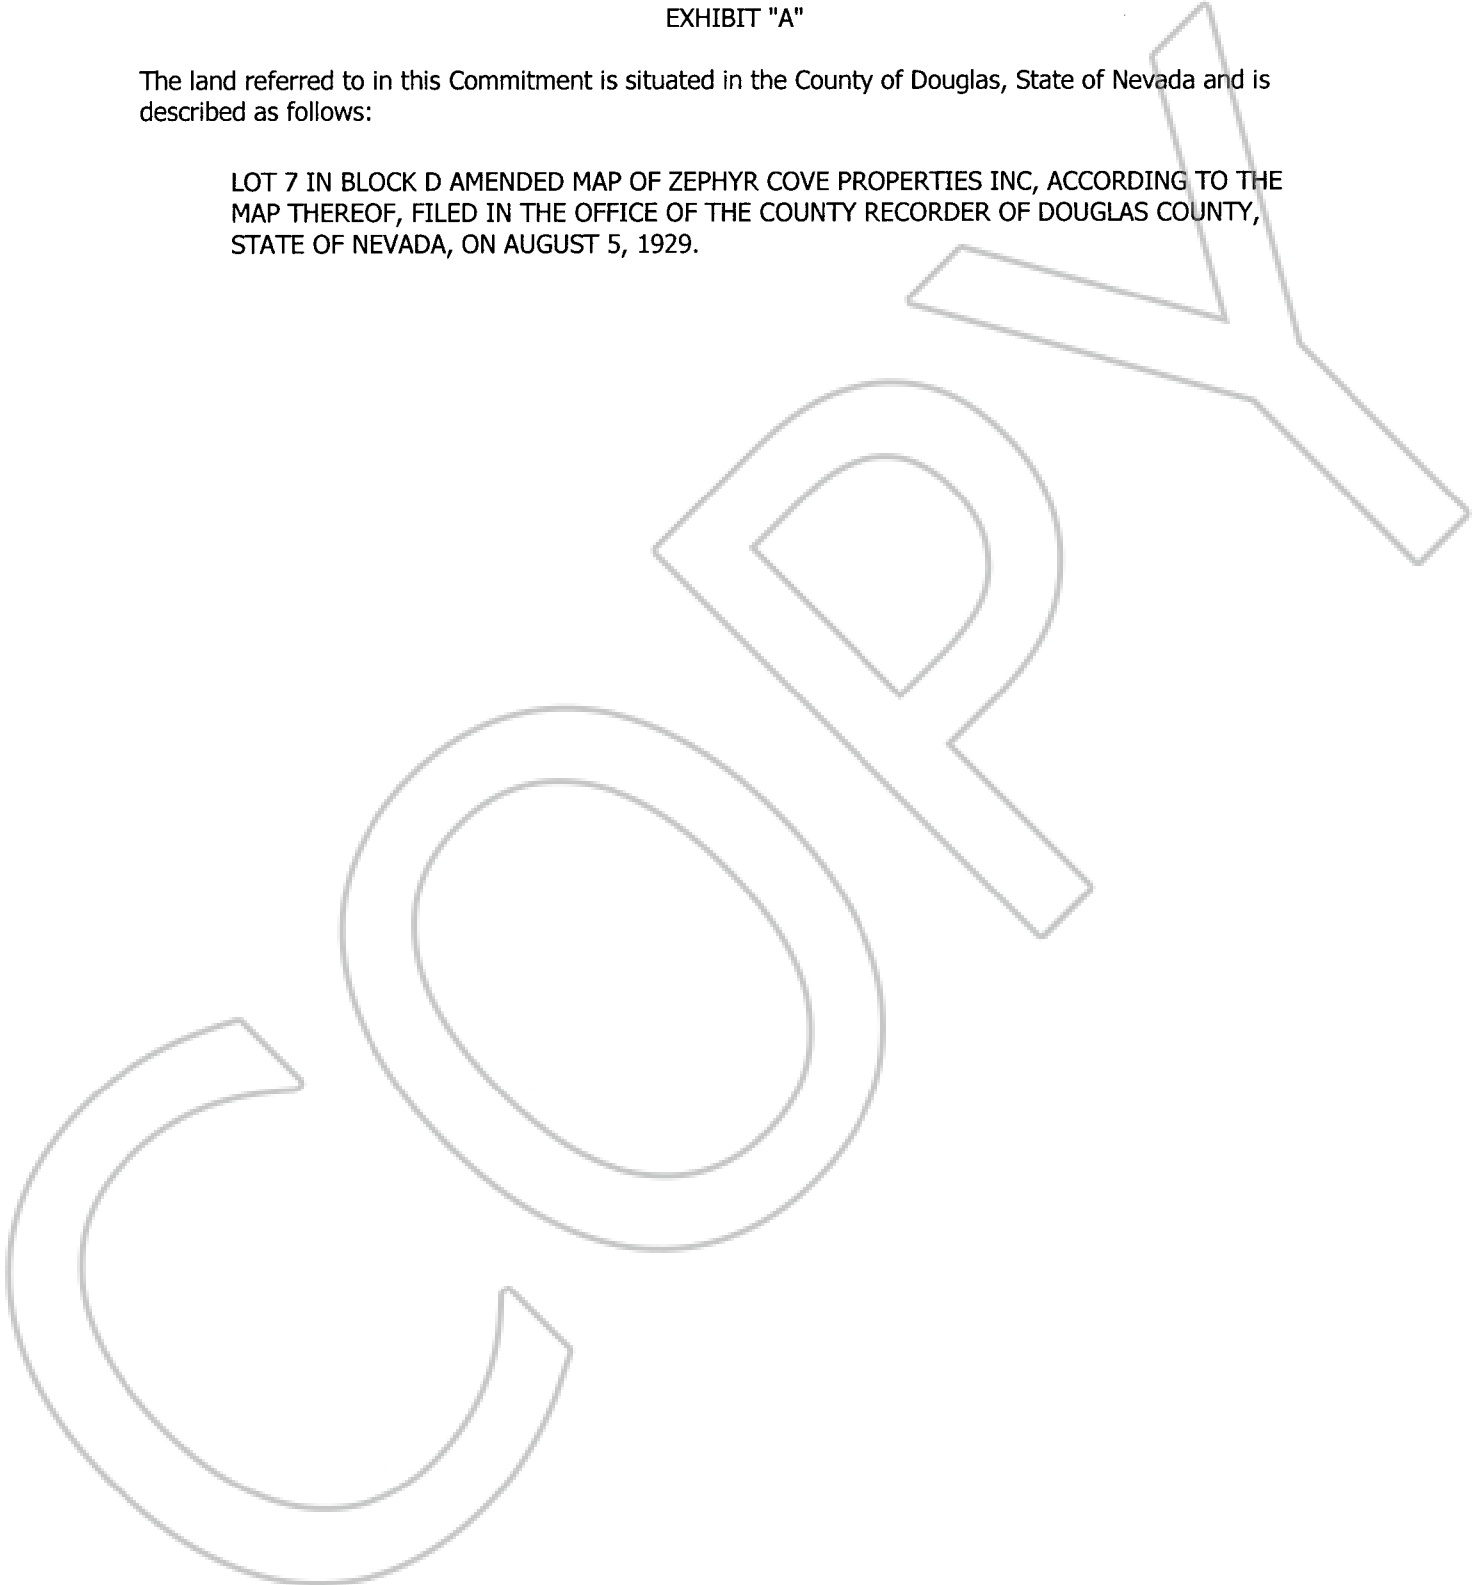 EXHIBIT "A"
The land referred to in this Commitment is situated in the County of Douglas, State of Nevada and is
described as follows:
LOT 7 IN BLOCK D AMENDED MAP OF ZEPHYR COVE PROPERTIES INC, ACCORDING TO THE
MAP THEREOF, FILED IN THE OFFICE OF THE COUNTY RECORDER OF DOUGLAS COUNTY,
STATE OF NEVADA, ON AUGUST 5, 1929.
COPY